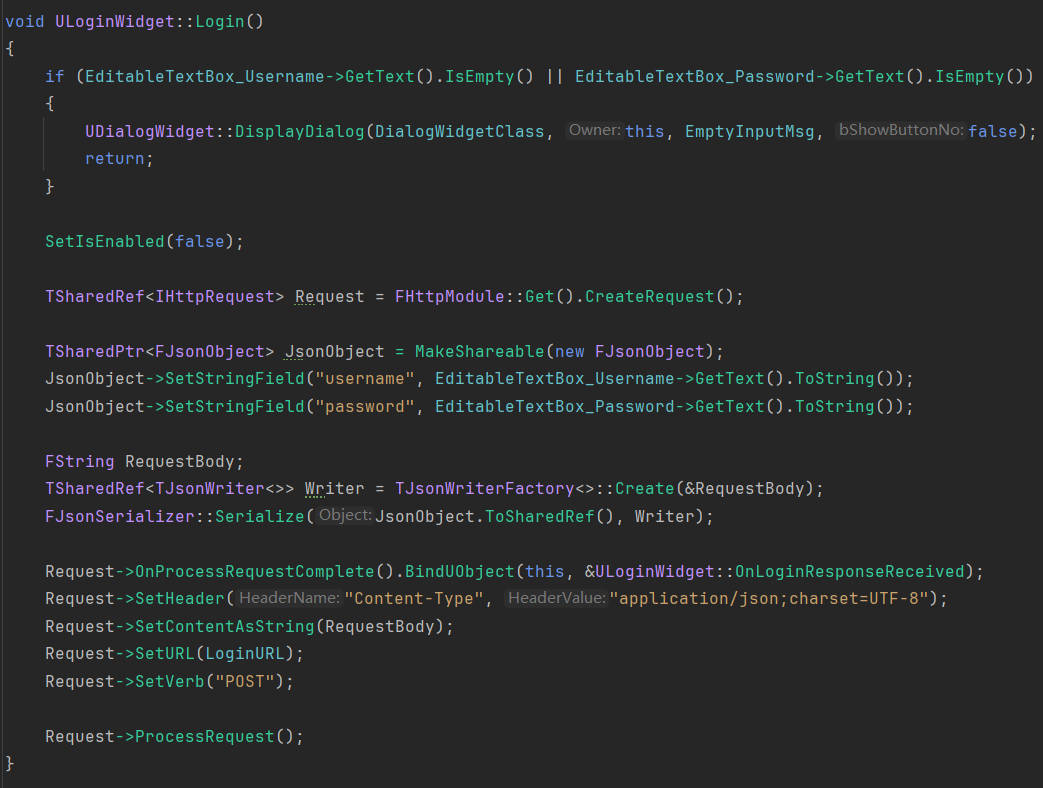 void ULoginWidget::Login()
{
    if (EditableTextBox_Username->GetText().IsEmpty() || EditableTextBox_Password->GetText().IsEmpty())
    {
        UDialogWidget::DisplayDialog(DialogWidgetClass, Owner:this, EmptyInputMsg, bShowButtonNo:false);
        return;
    }
    SetIsEnabled(false);
    TSharedRef<IHttpRequest> Request = FHttpModule::Get().CreateRequest();
    TSharedPtr<FJsonObject> JsonObject = MakeShareable(new FJsonObject);
    JsonObject->SetStringField("username", EditableTextBox_Username->GetText().ToString());
    JsonObject->SetStringField("password", EditableTextBox_Password->GetText().ToString());
    FString RequestBody;
    TSharedRef<TJsonWriter<>> Writer = TJsonWriterFactory<>::Create(&RequestBody);
    FJsonSerializer::Serialize(Object:JsonObject.ToSharedRef(), Writer);
    Request->OnProcessRequestComplete().BindUObject(this, &ULoginWidget::OnLoginResponseReceived);
    Request->SetHeader(HeaderName:"Content-Type", HeaderValue:"application/json;charset=UTF-8");
    Request->SetContentAsString(RequestBody);
    Request->SetURL(LoginURL);
    Request->SetVerb("POST");
    Request->ProcessRequest();
}